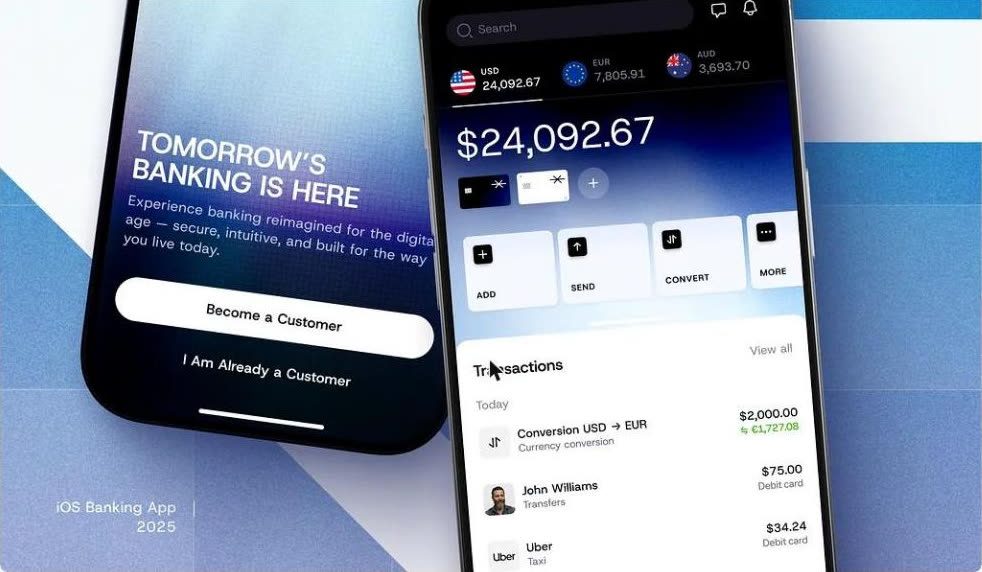 TOMORROW'S
BANKING IS HERE
Experience banking reimagined for the digita
age — secure, intuitive, and built for the way
you live today.
Become a Customer
I Am Already a Customer
iOS Banking App
2025
Search
USD
24,092.67
EUR
7,805.91
AUD
3,693.70
$24,092.67
ADD
SEND
CONVERT
MORE
Transactions
View all
Today
Conversion USD → EUR
Currency conversion
$2,000.00
⇆ €1,727.08
John Williams
Transfers
$75.00
Debit card
Uber
Uber
Taxi
$34.24
Debit card